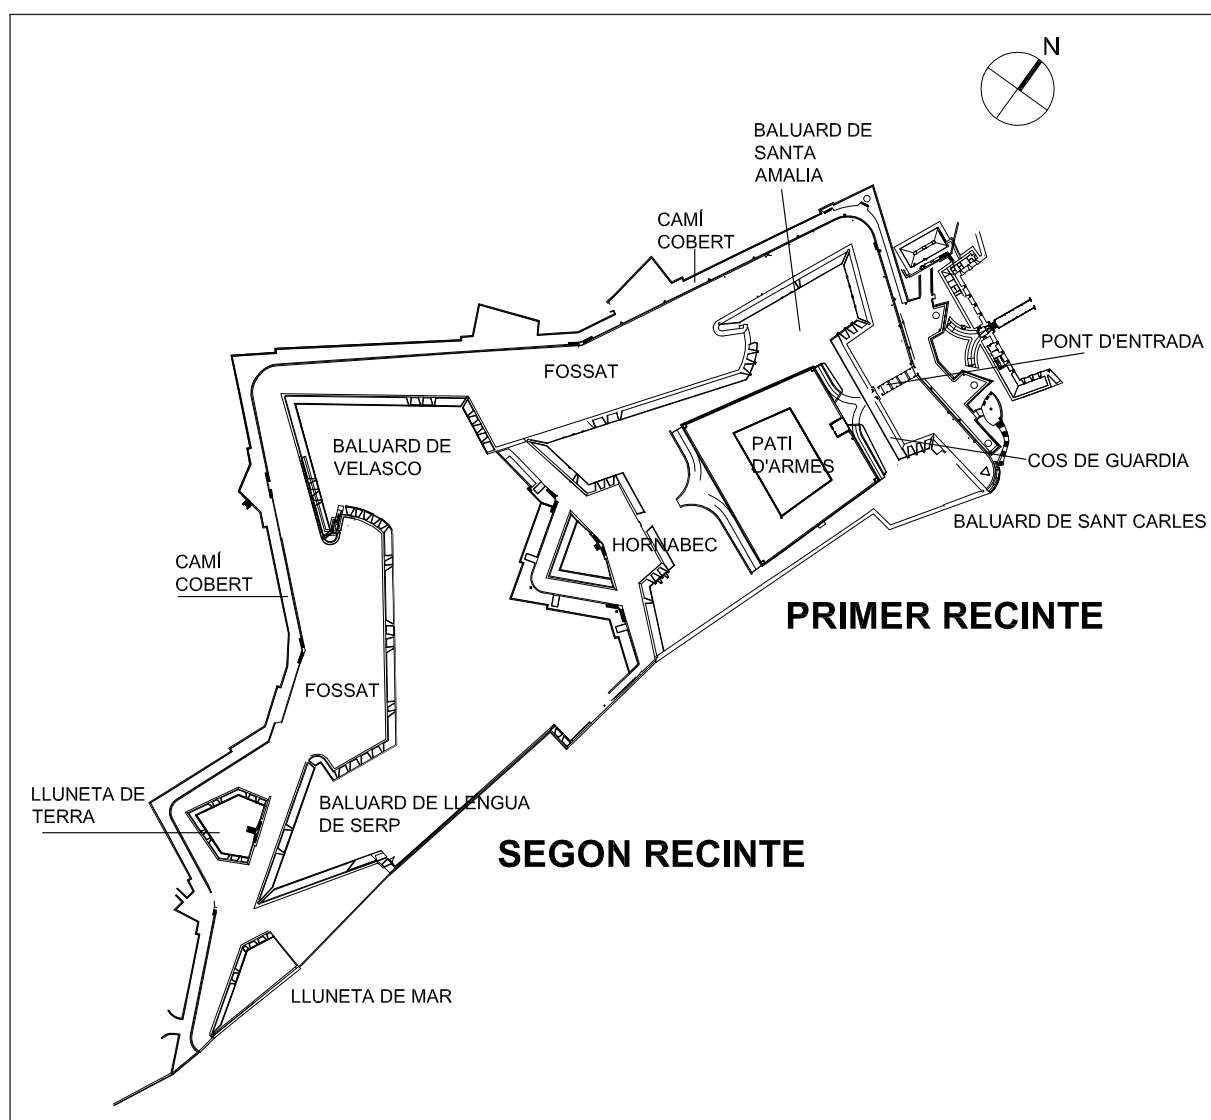 N
BALUARD DE
SANTA
AMALIA
CAMÍ
COBERT
PONT D'ENTRADA
FOSSAT
BALUARD DE
VELASCO
PATI
D'ARMES
COS DE GUARDIA
BALUARD DE SANT CARLES
HORNABEC
CAMÍ
COBERT
PRIMER RECINTE
FOSSAT
LLUNETA DE
TERRA
BALUARD DE LLENGUA
DE SERP
SEGON RECINTE
LLUNETA DE MAR